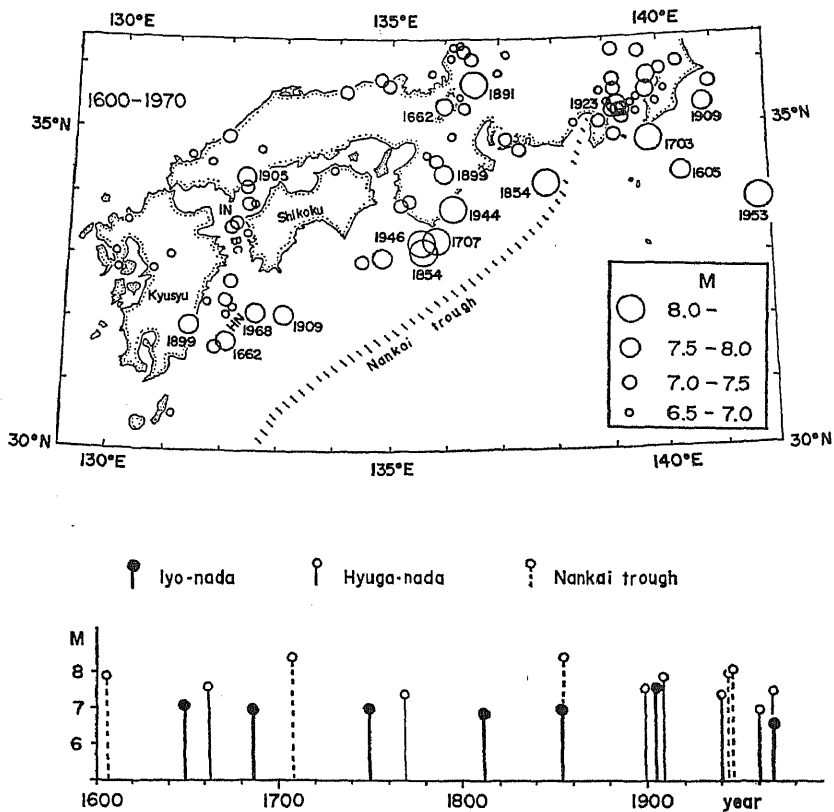 130°E 135°E 140°E
1600-1970
35°N 35°N
1891
1662
1923
1909
1703
1605
1953
1905
1899
1854
IN
Shikoku
1944
BC
1946
1707
1854
Kyusyu
HN
1968
1909
1899
1662
Nankai trough
M
8.0 -
7.5 - 8.0
7.0 - 7.5
6.5 - 7.0
30°N 30°N
130°E 135°E 140°E
Iyo-nada Hyuga-nada Nankai trough
M
8
7
6
1600 1700 1800 1900 year